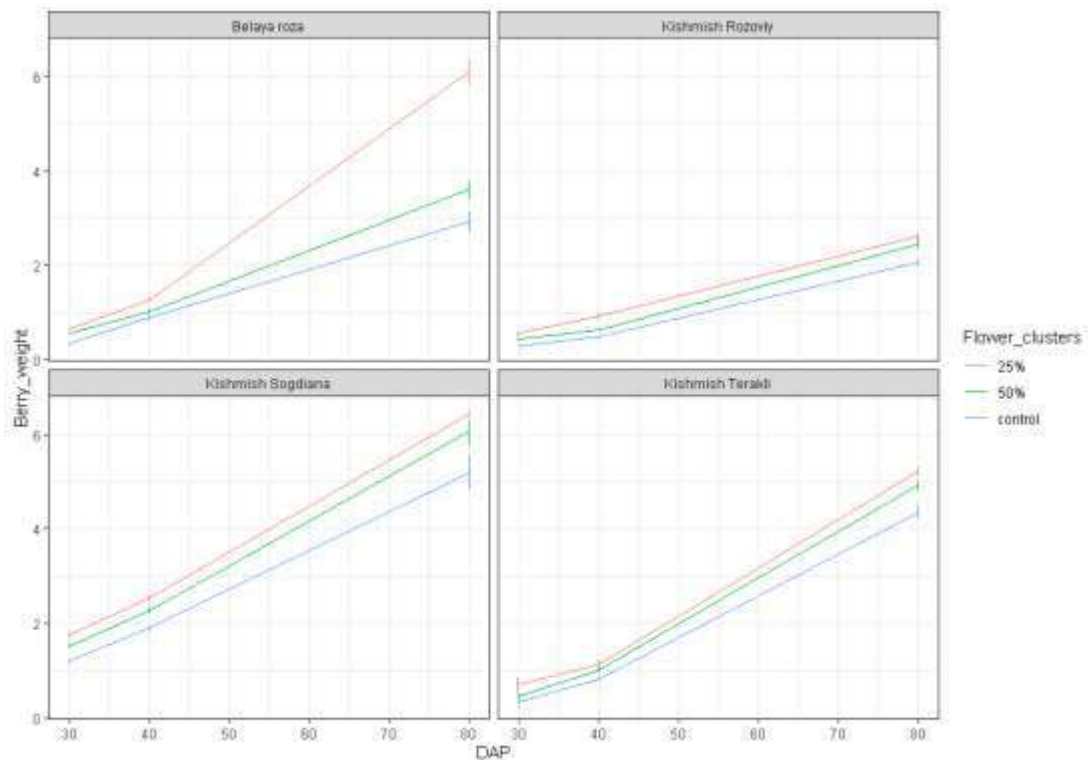 Belaya roza
Kishmish Rozoviy
6
4
2
0
Kishmish Sogdiana
Kishmish Terakli
6
4
2
0
30 40 50 60 70 80
30 40 50 60 70 80
Berry_weight
DAP
Flower_clusters
25%
50%
control